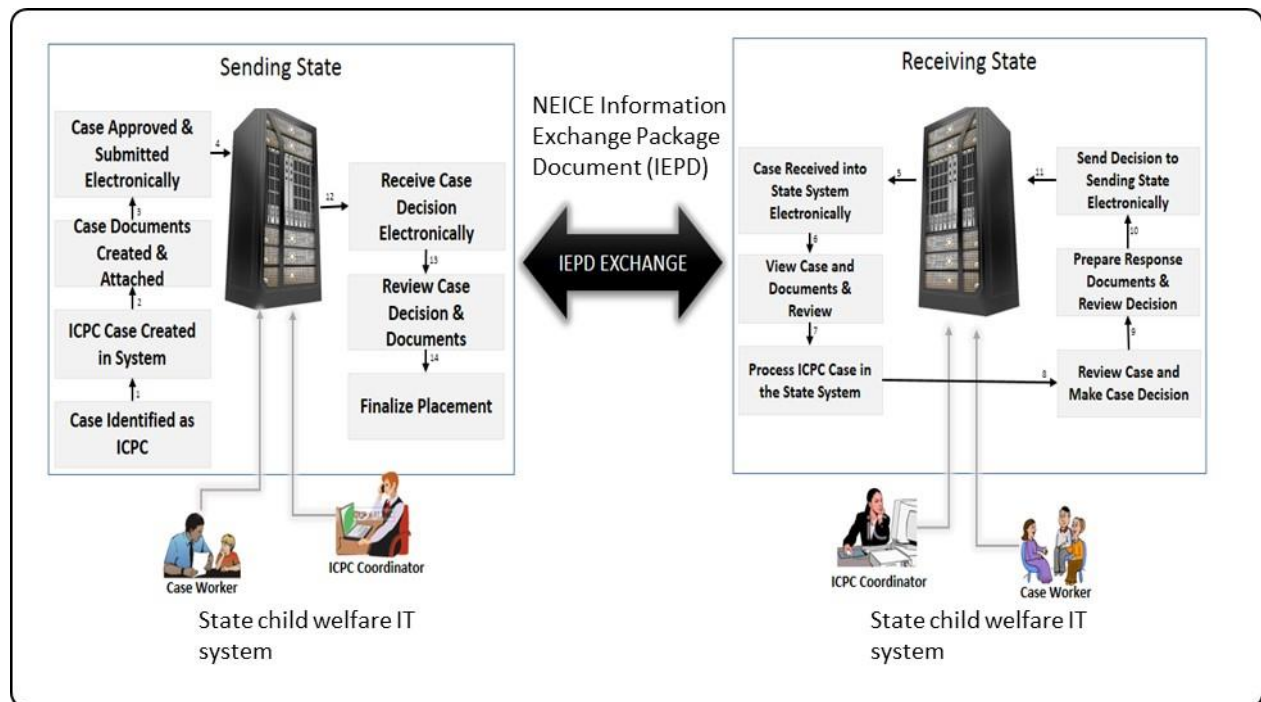 Sending State
Case Approved &
Submitted
Electronically
4
3
Case Documents
Created &
Attached
2
ICPC Case Created
in System
1
Case Identified as
ICPC
12
Receive Case
Decision
Electronically
13
Review Case
Decision &
Documents
14
Finalize Placement
Case Worker
ICPC Coordinator
State child welfare IT
system
NEICE Information
Exchange Package
Document (IEPD)
IEPD EXCHANGE
Receiving State
Case Received into
State System
Electronically
5
6
View Case and
Documents &
Review
7
Process ICPC Case in
the State System
8
Review Case and
Make Case Decision
9
Prepare Response
Documents &
Review Decision
10
Send Decision to
Sending State
Electronically
11
ICPC Coordinator
Case Worker
State child welfare IT
system